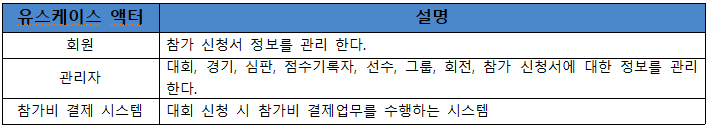 유스케이스 액터 설명
회원 참가 신청서 정보를 관리 한다.
관리자 대회, 경기, 심판, 점수기록자, 선수, 그룹, 회전, 참가 신청서에 대한 정보를 관리
한다.
참가비 결제 시스템 대회 신청 시 참가비 결제업무를 수행하는 시스템